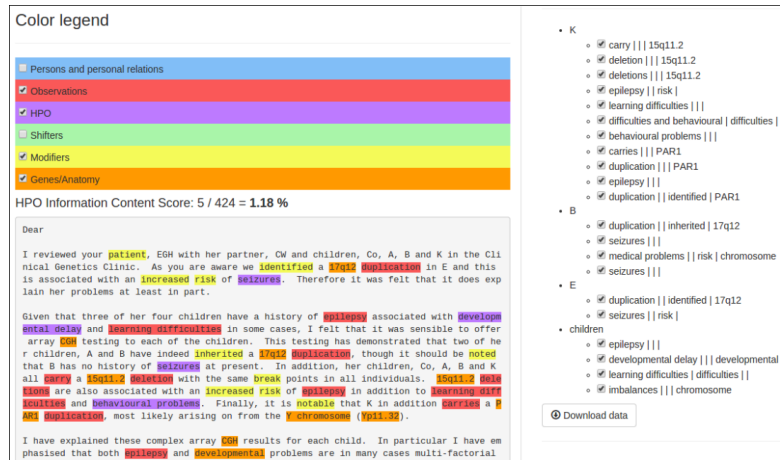 Color legend
Persons and personal relations
Observations
HPO
Shifters
Modifiers
Genes/Anatomy
HPO Information Content Score: 5 / 424 = 1.18 %
Dear
I reviewed your patient, EGH with her partner, CW and children, Co, A, B and K in the Cli
nical Genetics Clinic.  As you are aware we identified a 17q12 duplication in E and this
is associated with an increased risk of seizures.  Therefore it was felt that it does exp
lain her problems at least in part.
Given that three of her four children have a history of epilepsy associated with developm
ental delay and learning difficulties in some cases, I felt that it was sensible to offer
array CGH testing to each of the children.  This testing has demonstrated that two of he
r children, A and B have indeed inherited a 17q12 duplication, though it should be noted
that B has no history of seizures at present.  In addition, her children, Co, A, B and K
all carry a 15q11.2 deletion with the same break points in all individuals.  15q11.2 dele
tions are also associated with an increased risk of epilepsy in addition to learning diff
iculties and behavioural problems.  Finally, it is notable that K in addition carries a P
AR1 duplication, most likely arising on from the Y chromosome (Yp11.32).
I have explained these complex array CGH results for each child.  In particular I have em
phasised that both epilepsy and developmental problems are in many cases multi-factorial
K
carry | | | 15q11.2
deletion | | | 15q11.2
deletions | | | 15q11.2
epilepsy | | risk |
learning difficulties | | |
difficulties and behavioural | difficulties |
behavioural problems | | |
carries | | | PAR1
duplication | | | PAR1
epilepsy | | |
duplication | | identified | PAR1
B
duplication | | inherited | 17q12
seizures | | |
medical problems | | risk | chromosome
seizures | | |
E
duplication | | identified | 17q12
seizures | | risk |
children
epilepsy | | |
developmental delay | | | developmental
learning difficulties | difficulties | |
imbalances | | | chromosome
Download data